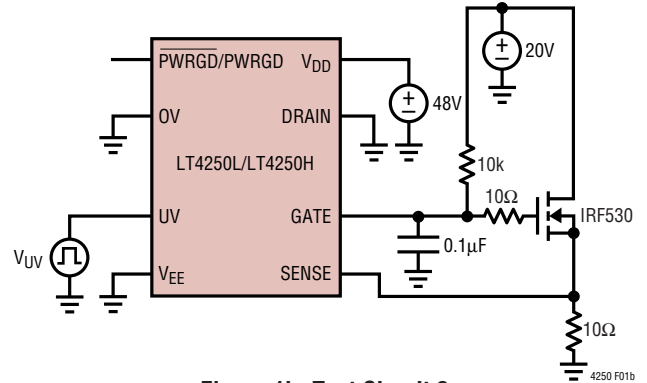 PWRGD/PWRGD
VDD
20V
48V
OV
DRAIN
LT4250L/LT4250H
10k
10Ω
UV
GATE
IRF530
VUV
0.1µF
VEE
SENSE
10Ω
4250 F01b